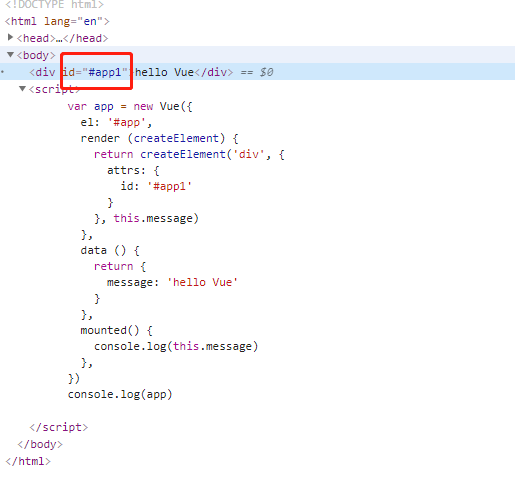 <!DOCTYPE html>
<html lang="en">
<head>…</head>
<body>
<div id="#app1">hello Vue</div> == $0
<script>
var app = new Vue({
el: '#app',
render (createElement) {
return createElement('div', {
attrs: {
id: '#app1'
}
}, this.message)
},
data () {
return {
message: 'hello Vue'
}
},
mounted() {
console.log(this.message)
},
})
console.log(app)
</script>
</body>
</html>